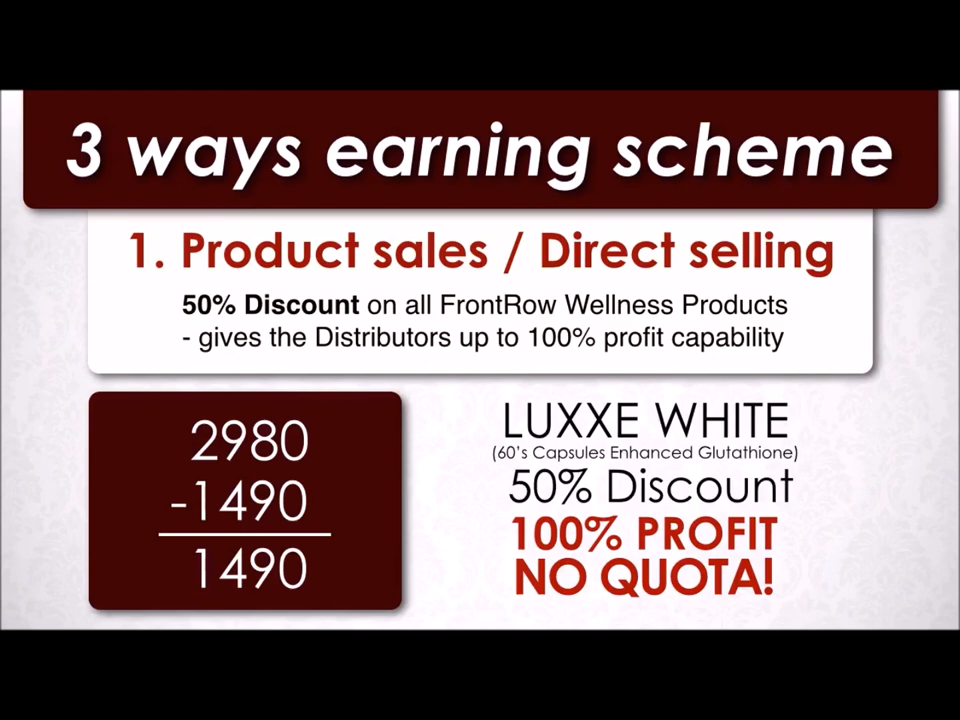 3 ways earning scheme
1. Product sales / Direct selling
50% Discount on all FrontRow Wellness Products
- gives the Distributors up to 100% profit capability
2980
-1490
1490
LUXXE WHITE
(60's Capsules Enhanced Glutathione)
50% Discount
100% PROFIT
NO QUOTA!